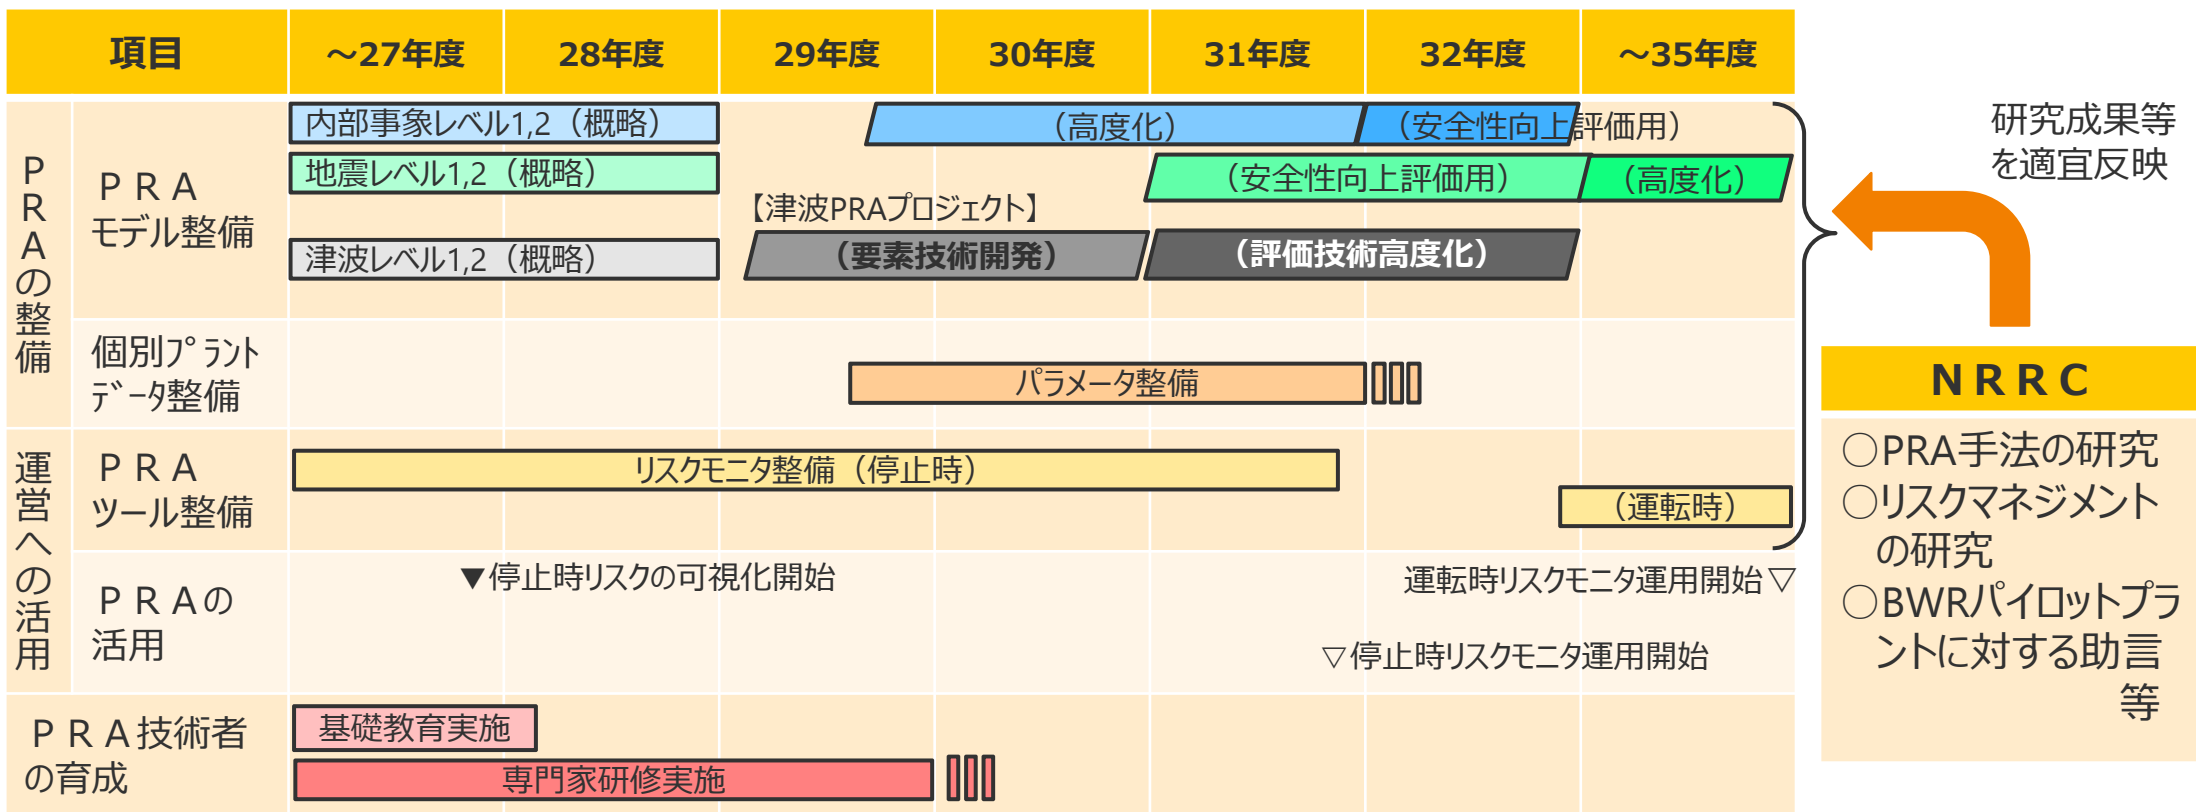 項目
～27年度
28年度
29年度
30年度
31年度
32年度
～35年度
PRAの整備
ＰＲＡ
モデル整備
内部事象レベル1,2（概略）
（高度化）
（安全性向上評価用）
地震レベル1,2（概略）
（安全性向上評価用）
（高度化）
【津波PRAプロジェクト】
津波レベル1,2（概略）
（要素技術開発）
（評価技術高度化）
個別ﾌﾟﾗﾝﾄ
ﾃﾞｰﾀ整備
パラメータ整備
運営への活用
ＰＲＡ
ツール整備
リスクモニタ整備（停止時）
（運転時）
ＰＲＡの
活用
▼停止時リスクの可視化開始
運転時リスクモニタ運用開始▽
▽停止時リスクモニタ運用開始
ＰＲＡ技術者
の育成
基礎教育実施
専門家研修実施
研究成果等
を適宜反映
ＮＲＲＣ
○PRA手法の研究
○リスクマネジメント
の研究
○BWRパイロットプラ
ントに対する助言
等